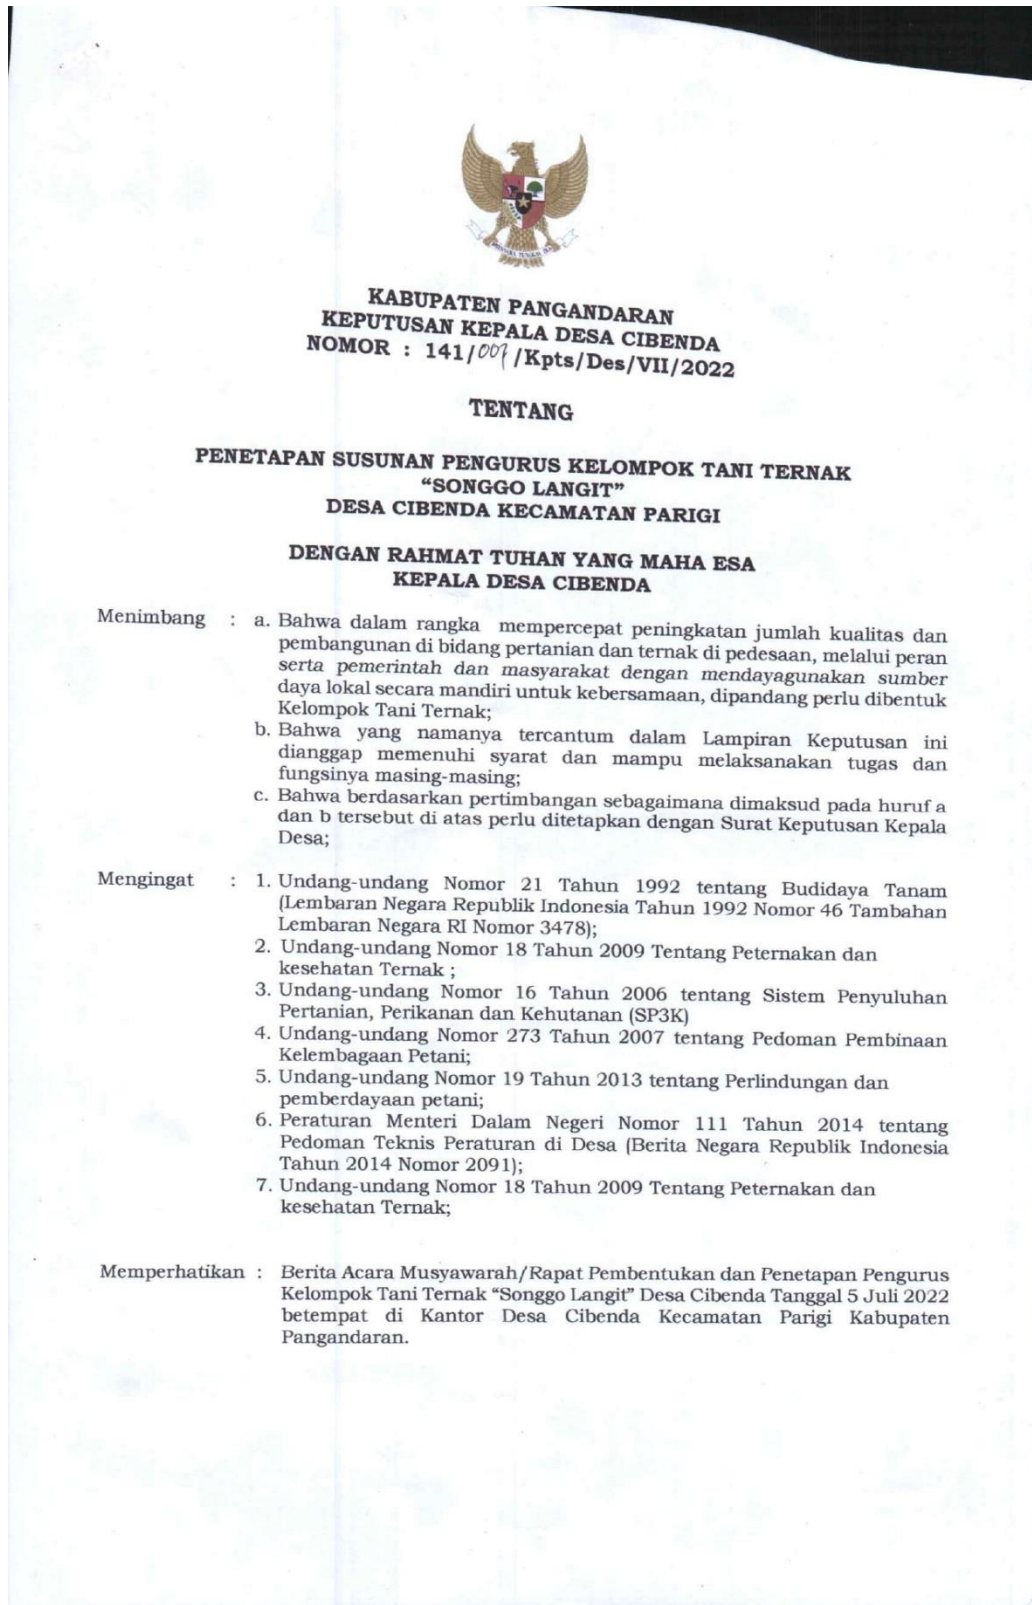 KABUPATEN PANGANDARAN
KEPUTUSAN KEPALA DESA CIBENDA
NOMOR : 141/ /Kpts/Des/VII/2022
TENTANG
PENETAPAN SUSUNAN PENGURUS KELOMPOK TANI TERNAK
“SONGGO LANGIT”
DESA CIBENDA KECAMATAN PARIGI
DENGAN RAHMAT TUHAN YANG MAHA ESA
KEPALA DESA CIBENDA
Menimbang : a. Bahwa dalam rangka mempercepat peningkatan jumlah kualitas dan
pembangunan di bidang pertanian dan ternak di pedesaan, melalui peran
serta pemerintah dan masyarakat dengan mendayagunakan sumber
daya lokal secara mandiri untuk kebersamaan, dipandang perlu dibentuk
Kelompok Tani Ternak;
b. Bahwa yang namanya tercantum dalam Lampiran Keputusan ini
dianggap memenuhi syarat dan mampu melaksanakan tugas dan
fungsinya masing-masing;
c. Bahwa berdasarkan pertimbangan sebagaimana dimaksud pada huruf a
dan b tersebut di atas perlu ditetapkan dengan Surat Keputusan Kepala
Desa;
Mengingat : 1. Undang-undang Nomor 21 Tahun 1992 tentang Budidaya Tanam
(Lembaran Negara Republik Indonesia Tahun 1992 Nomor 46 Tambahan
Lembaran Negara RI Nomor 3478);
2. Undang-undang Nomor 18 Tahun 2009 Tentang Peternakan dan
kesehatan Ternak ;
3. Undang-undang Nomor 16 Tahun 2006 tentang Sistem Penyuluhan
Pertanian, Perikanan dan Kehutanan (SP3K)
4. Undang-undang Nomor 273 Tahun 2007 tentang Pedoman Pembinaan
Kelembagaan Petani;
5. Undang-undang Nomor 19 Tahun 2013 tentang Perlindungan dan
pemberdayaan petani;
6. Peraturan Menteri Dalam Negeri Nomor 111 Tahun 2014 tentang
Pedoman Teknis Peraturan di Desa (Berita Negara Republik Indonesia
Tahun 2014 Nomor 2091);
7. Undang-undang Nomor 18 Tahun 2009 Tentang Peternakan dan
kesehatan Ternak;
Memperhatikan : Berita Acara Musyawarah/Rapat Pembentukan dan Penetapan Pengurus
Kelompok Tani Ternak “Songgo Langit” Desa Cibenda Tanggal 5 Juli 2022
betempat di Kantor Desa Cibenda Kecamatan Parigi Kabupaten
Pangandaran.